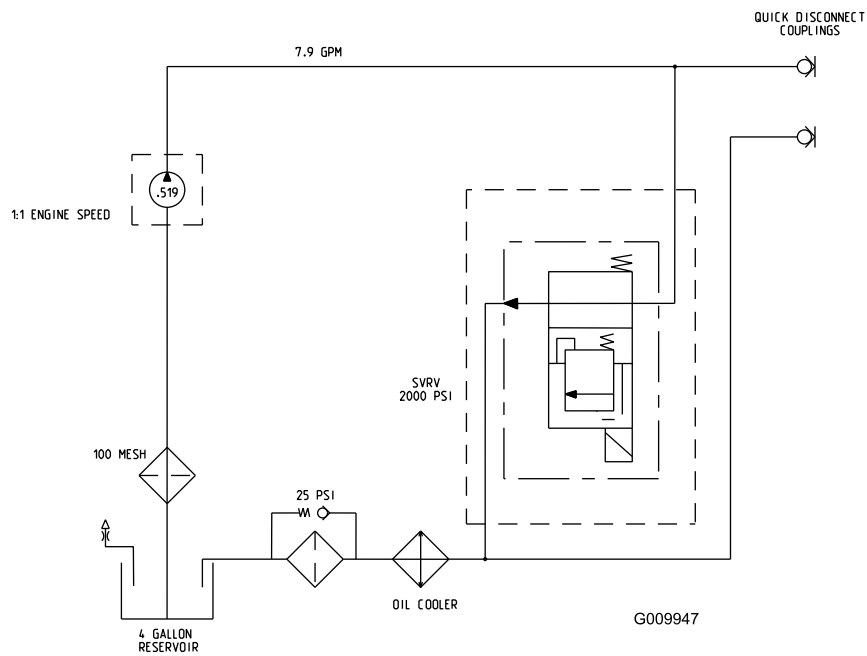 QUICK DISCONNECT
COUPLINGS
7.9 GPM
.519
1:1 ENGINE SPEED
SVRV
2000 PSI
100 MESH
25 PSI
OIL COOLER
4 GALLON
RESERVOIR
G009947